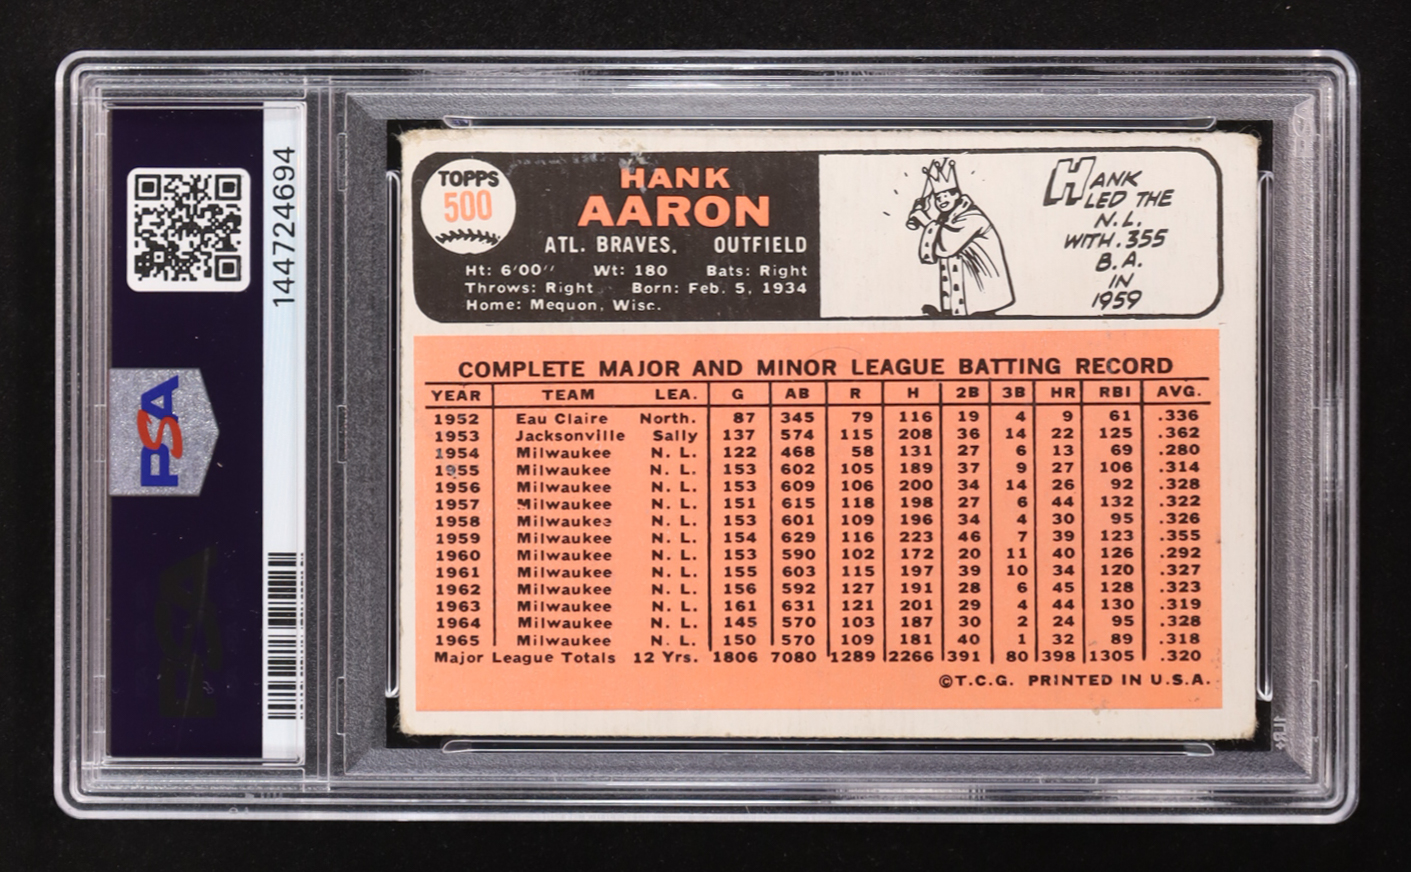 144724694
PSA
TOPPS
500
HANK
AARON
ATL. BRAVES. OUTFIELD
Ht: 6'00'' Wt: 180 Bats: Right
Throws: Right Born: Feb. 5, 1934
Home: Mequon, Wisc.
HANK
LED THE
N.L.
WITH .355
B.A.
IN
1959
COMPLETE MAJOR AND MINOR LEAGUE BATTING RECORD
YEAR TEAM LEA. G AB R H 2B 3B HR RBI AVG.
1952 Eau Claire North. 87 345 79 116 19 4 9 61 .336
1953 Jacksonville Sally 137 574 115 208 36 14 22 125 .362
1954 Milwaukee N. L. 122 468 58 131 27 6 13 69 .280
1955 Milwaukee N. L. 153 602 105 189 37 9 27 106 .314
1956 Milwaukee N. L. 153 609 106 200 34 14 26 92 .328
1957 Milwaukee N. L. 151 615 118 198 27 6 44 132 .322
1958 Milwaukee N. L. 153 601 109 196 34 4 30 95 .326
1959 Milwaukee N. L. 154 629 116 223 46 7 39 123 .355
1960 Milwaukee N. L. 153 590 102 172 20 11 40 126 .292
1961 Milwaukee N. L. 155 603 115 197 39 10 34 120 .327
1962 Milwaukee N. L. 156 592 127 191 28 6 45 128 .323
1963 Milwaukee N. L. 161 631 121 201 29 4 44 130 .319
1964 Milwaukee N. L. 145 570 103 187 30 2 24 95 .328
1965 Milwaukee N. L. 150 570 109 181 40 1 32 89 .318
Major League Totals 12 Yrs. 1806 7080 1289 2266 391 80 398 1305 .320
©T.C.G. PRINTED IN U.S.A.
PSA